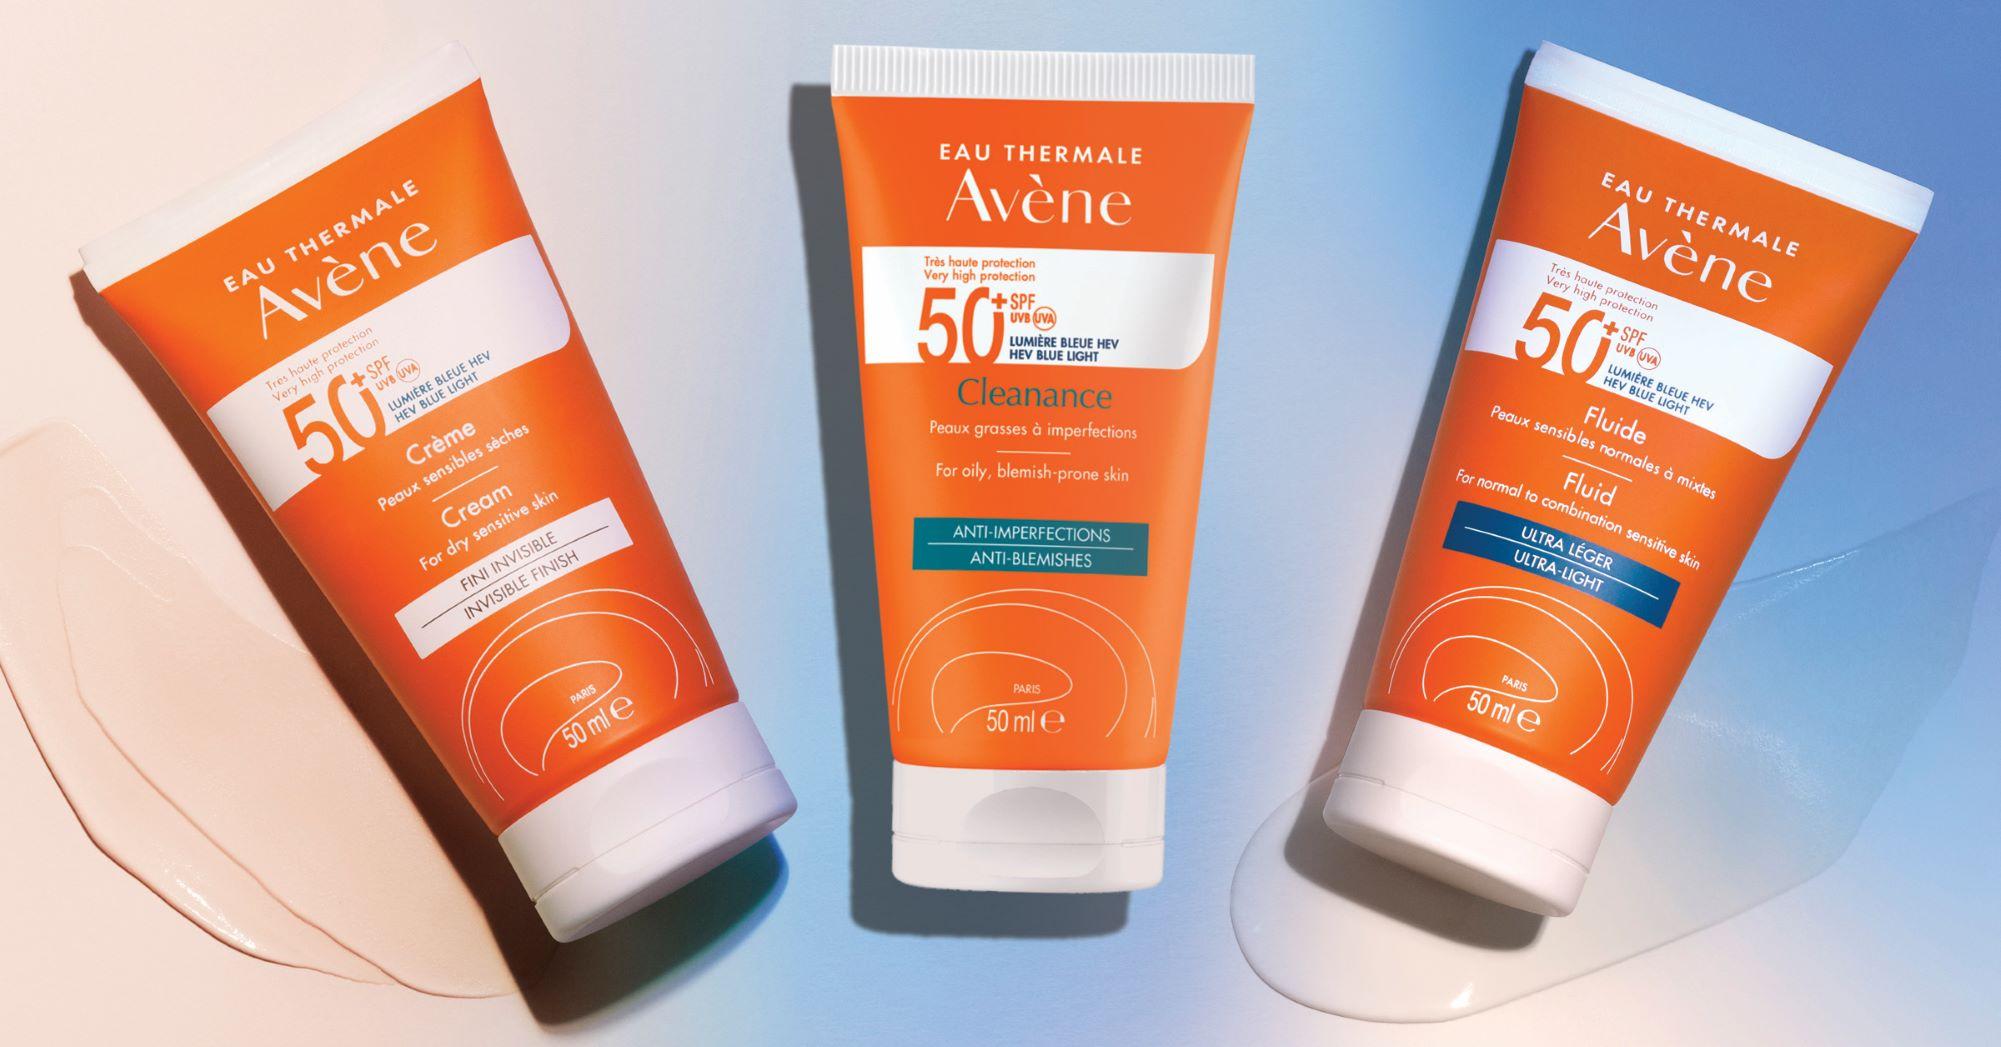 EAU THERMALE
Avène
Très haute protection
Very high protection
50+ SPF
UVB UVA
LUMIÈRE BLEUE HEV
HEV BLUE LIGHT
Crème
Peaux sensibles sèches
Cream
For dry sensitive skin
FINI INVISIBLE
INVISIBLE FINISH
PARIS
50 ml e
EAU THERMALE
Avène
Très haute protection
Very high protection
50+ SPF
UVB UVA
LUMIÈRE BLEUE HEV
HEV BLUE LIGHT
Cleanance
Peaux grasses à imperfections
For oily, blemish-prone skin
ANTI-IMPERFECTIONS
ANTI-BLEMISHES
PARIS
50 ml e
EAU THERMALE
Avène
Très haute protection
Very high protection
50+ SPF
UVB UVA
LUMIÈRE BLEUE HEV
HEV BLUE LIGHT
Fluide
Peaux sensibles normales à mixtes
Fluid
For normal to combination sensitive skin
ULTRA LÉGER
ULTRA-LIGHT
PARIS
50 ml e